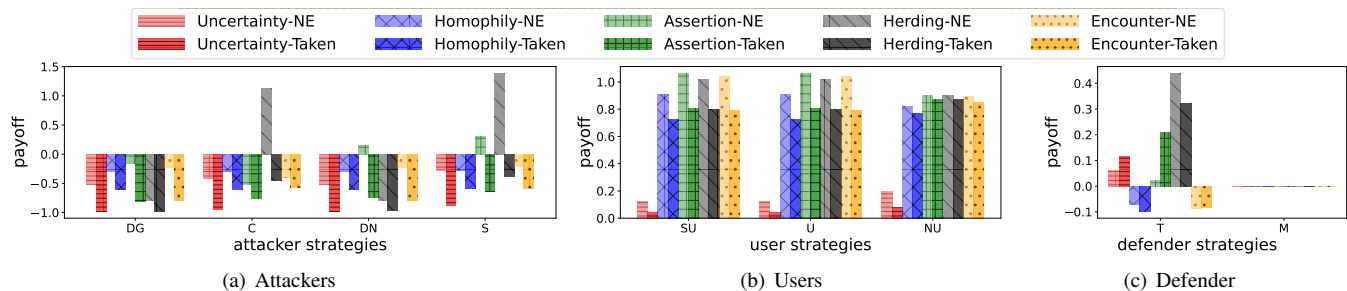 Uncertainty-NE Homophily-NE Assertion-NE Herding-NE Encounter-NE
Uncertainty-Taken Homophily-Taken Assertion-Taken Herding-Taken Encounter-Taken
payoff
1.5
1.0
0.5
0.0
−0.5
−1.0
DG C DN S
attacker strategies
(a) Attackers
payoff
1.0
0.8
0.6
0.4
0.2
0.0
SU U NU
user strategies
(b) Users
payoff
0.4
0.3
0.2
0.1
0.0
−0.1
T M
defender strategies
(c) Defender